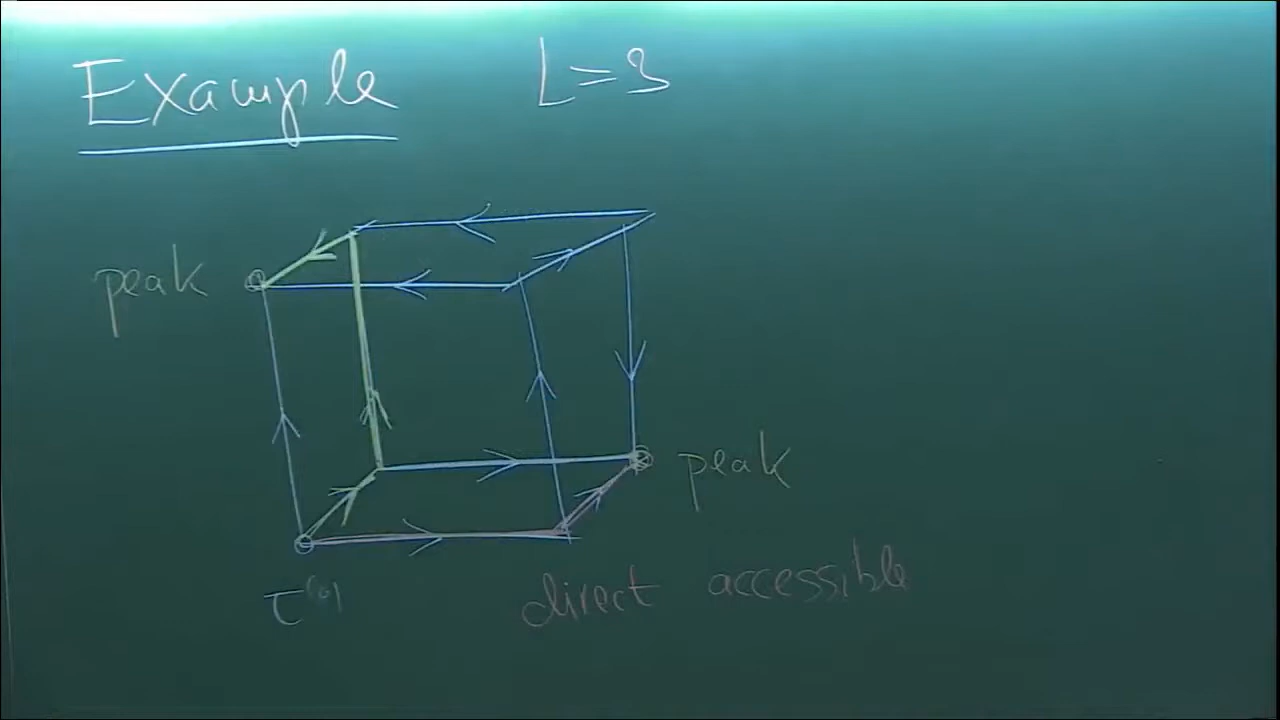 Example L=3
peak
peak
τ⁽⁰⁾
direct accessible